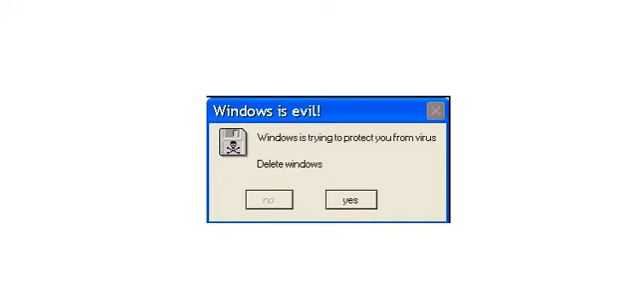 Windows is evil!
Windows is trying to protect you from virus
Delete windows
no yes